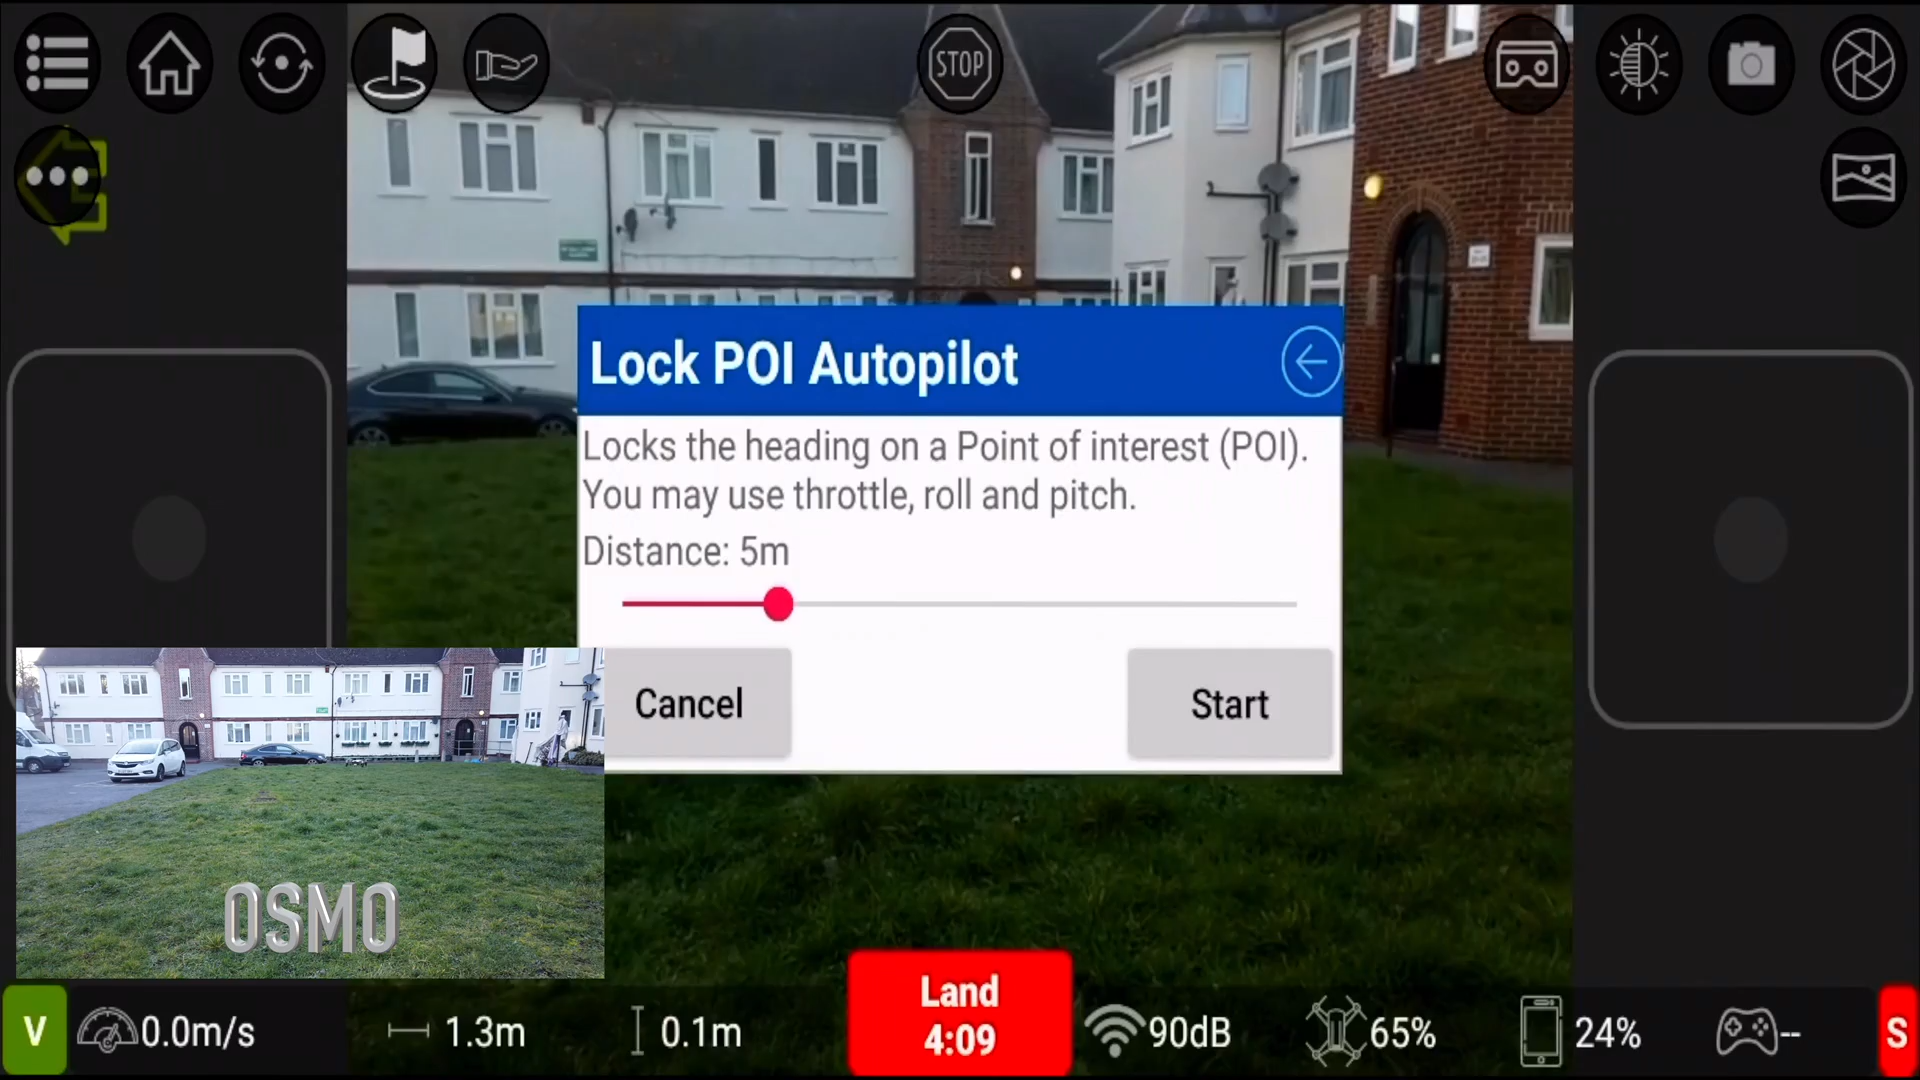 STOP
Lock POI Autopilot
Locks the heading on a Point of interest (POI).
You may use throttle, roll and pitch.
Distance: 5m
Cancel
Start
OSMO
Land
4:09
V
0.0m/s
1.3m
0.1m
90dB
65%
24%
--
S